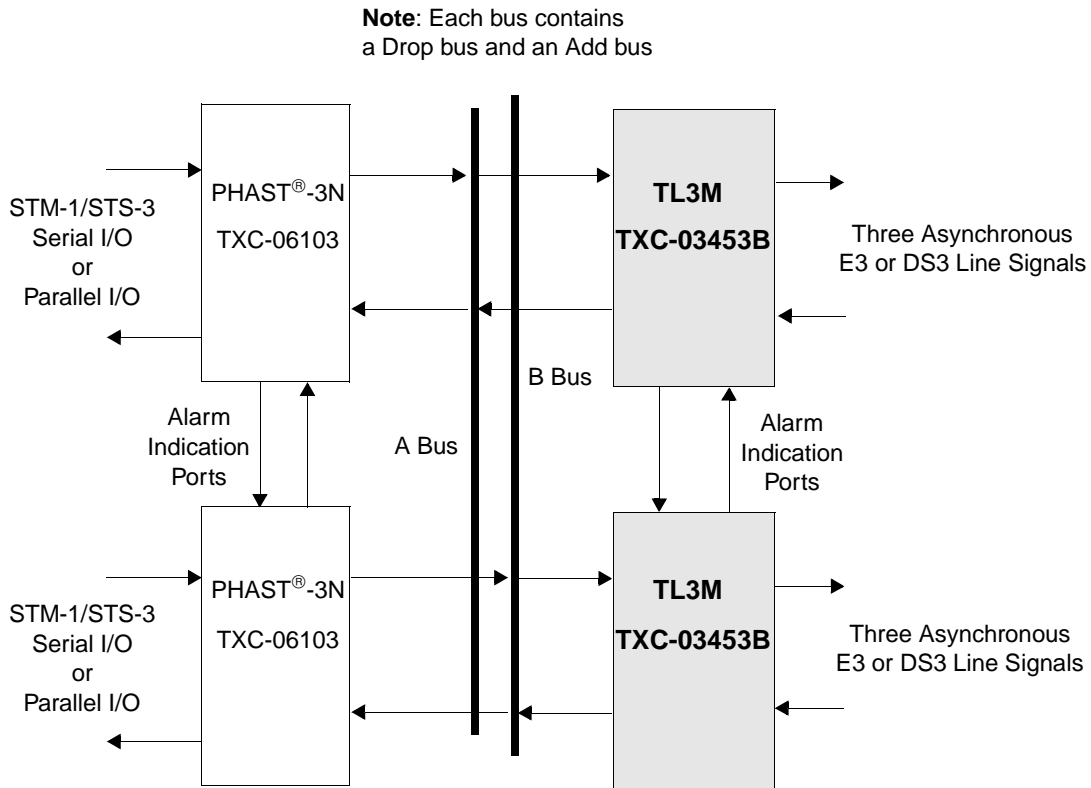 Note: Each bus contains
a Drop bus and an Add bus
STM-1/STS-3
Serial I/O
or
Parallel I/O
PHAST®-3N
TXC-06103
TL3M
TXC-03453B
Three Asynchronous
E3 or DS3 Line Signals
Alarm
Indication
Ports
A Bus
B Bus
Alarm
Indication
Ports
STM-1/STS-3
Serial I/O
or
Parallel I/O
PHAST®-3N
TXC-06103
TL3M
TXC-03453B
Three Asynchronous
E3 or DS3 Line Signals